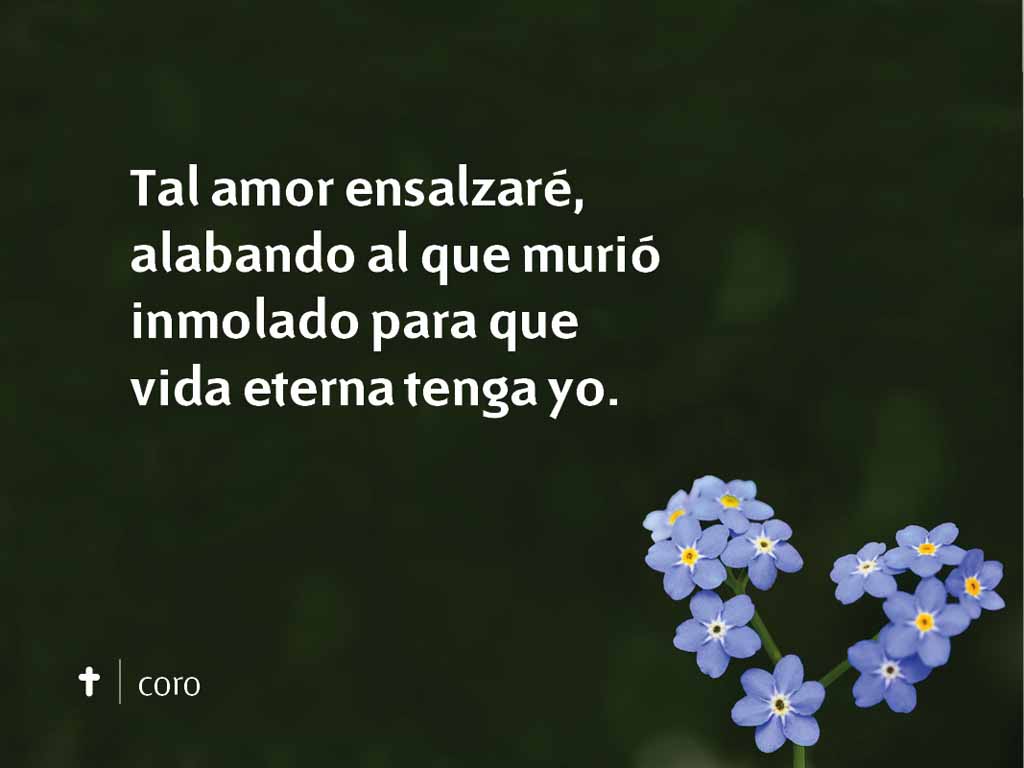 Tal amor ensalzaré,
alabando al que murió
inmolado para que
vida eterna tenga yo.
coro